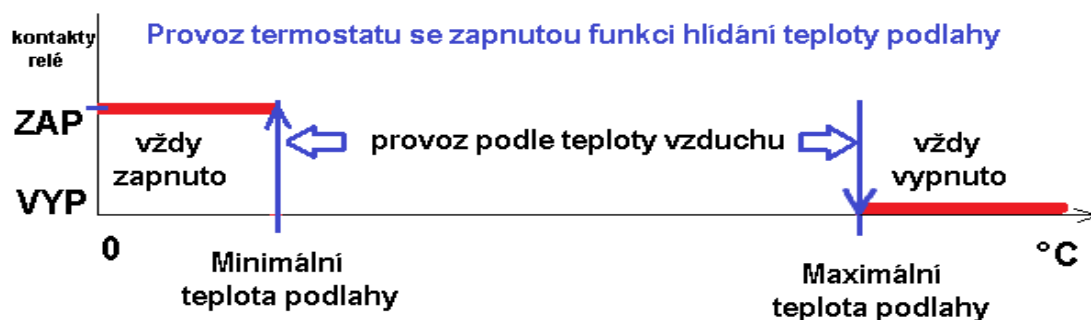 kontakty
relé
Provoz termostatu se zapnutou funkci hlídání teploty podlahy
ZAP
vždy
zapnuto
provoz podle teploty vzduchu
vždy
vypnuto
VYP
0
°C
Minimální
teplota podlahy
Maximální
teplota podlahy